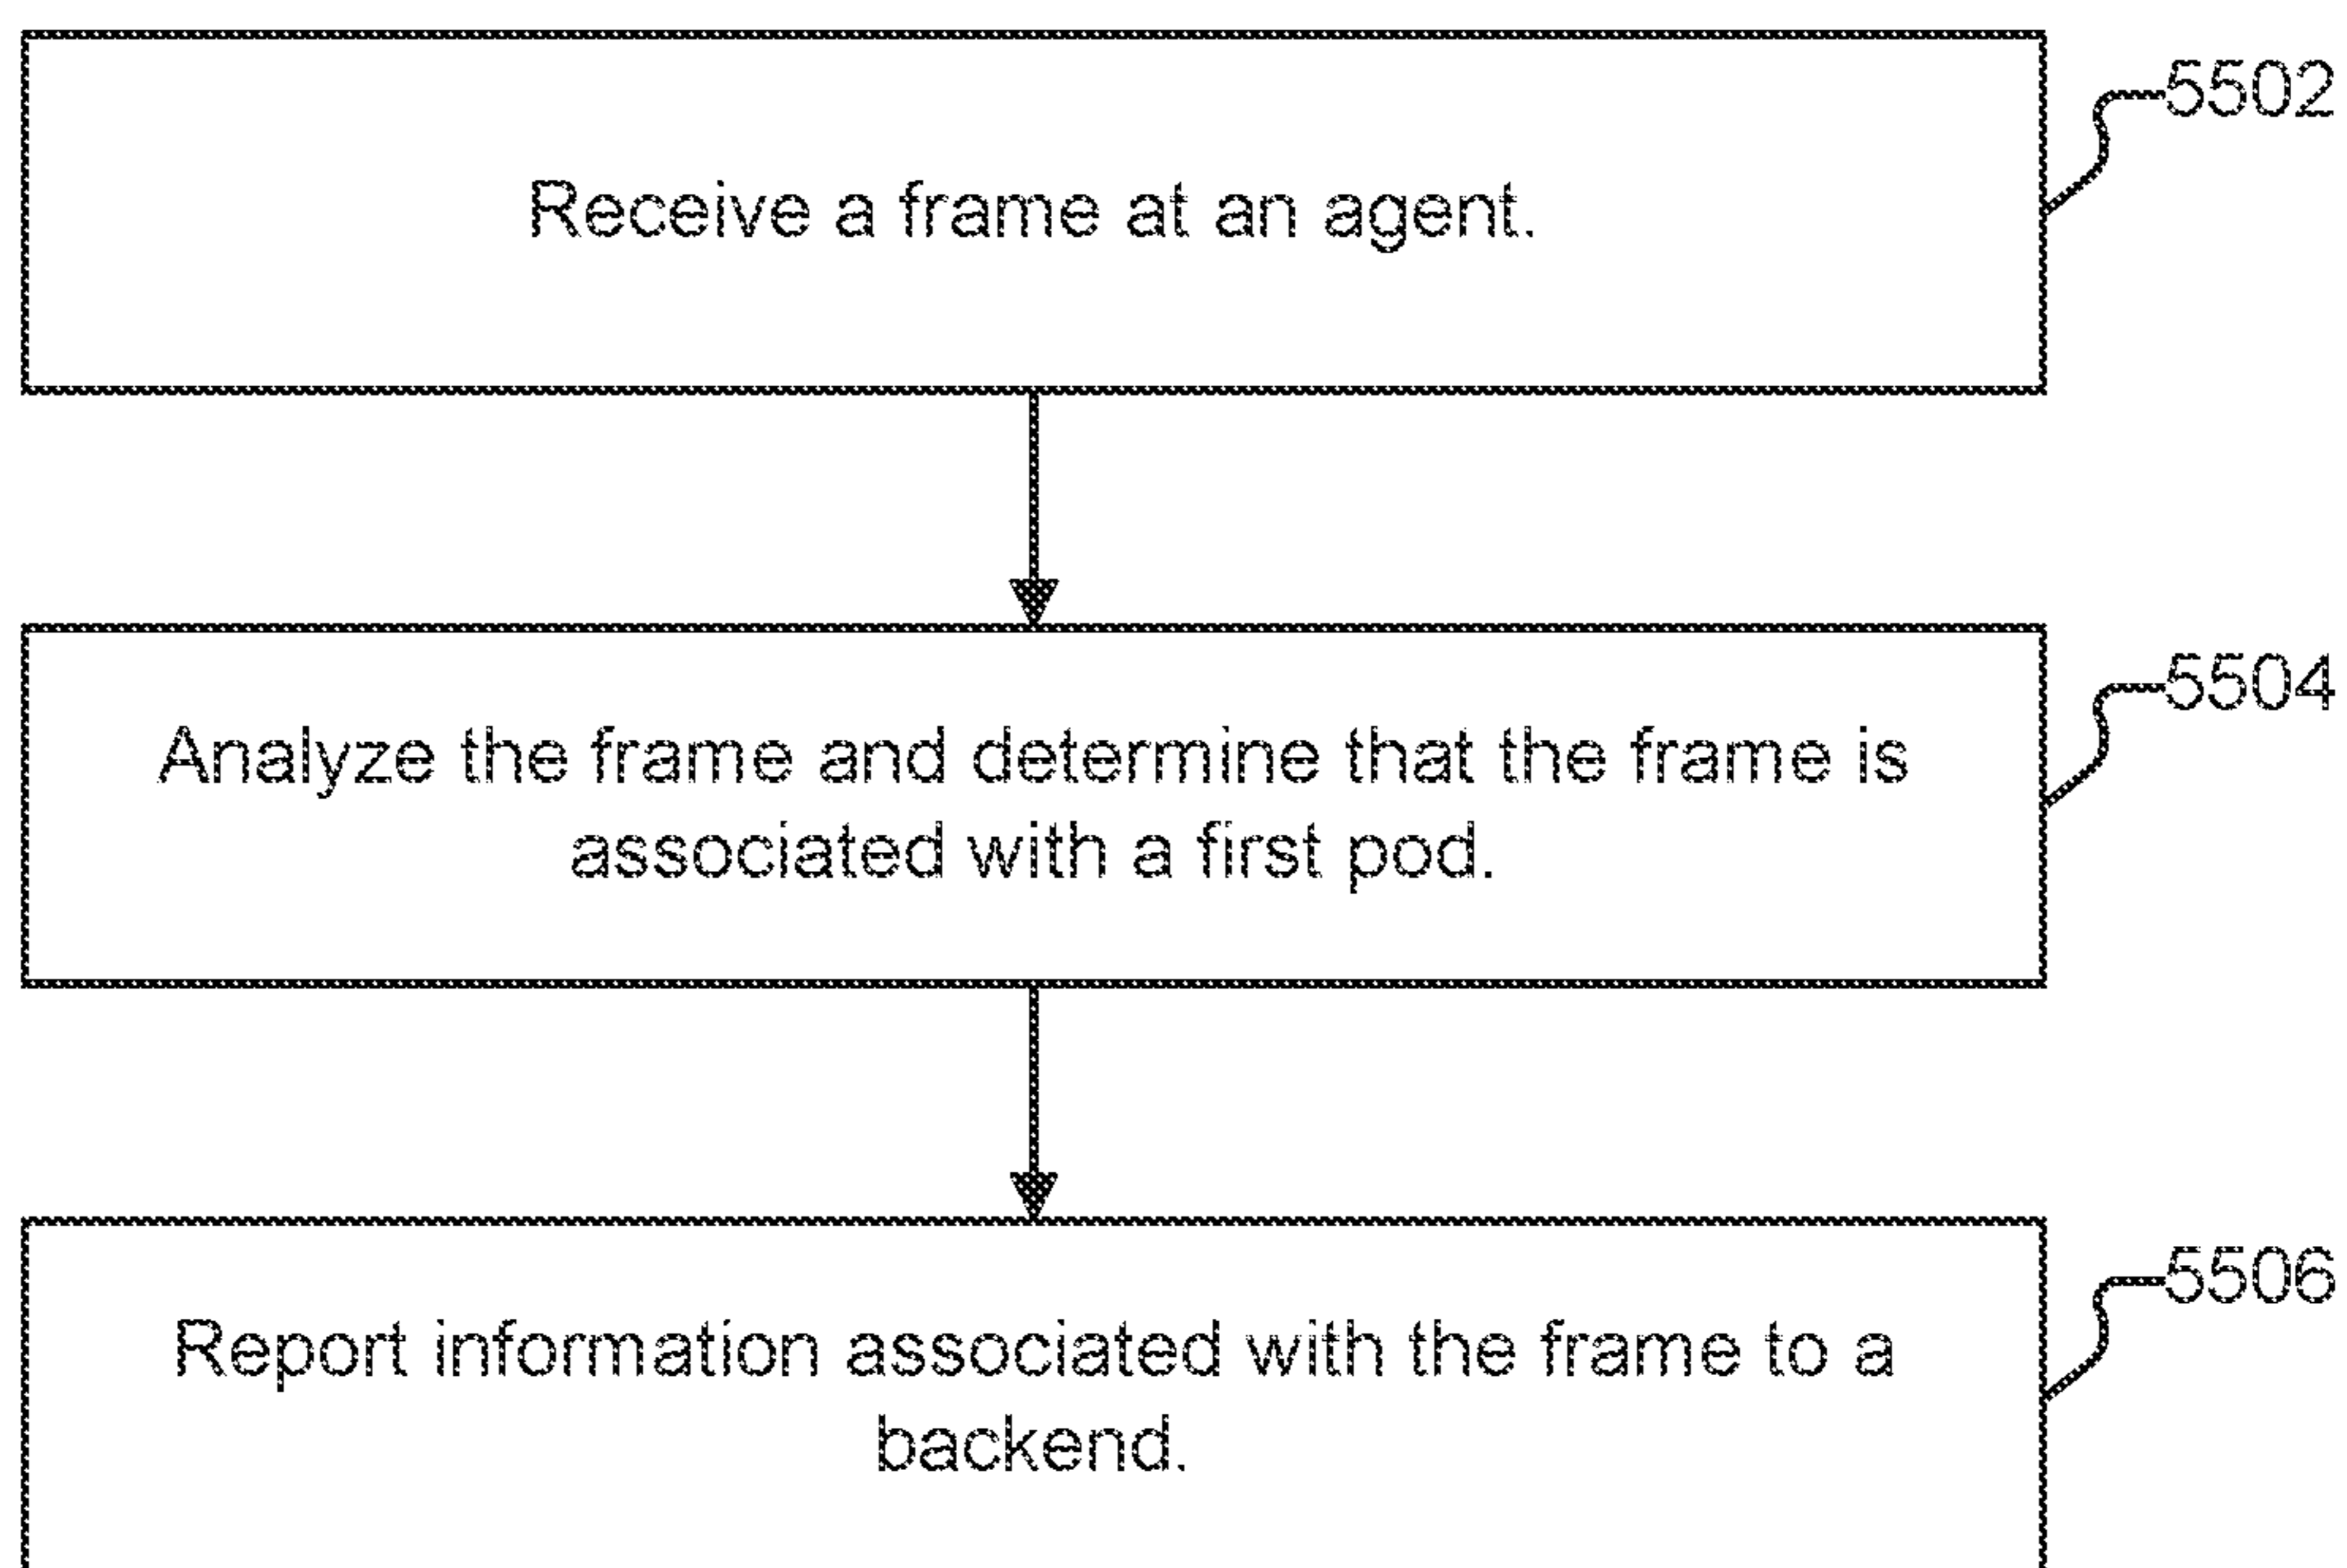 5502
Receive a frame at an agent.
5504
Analyze the frame and determine that the frame is
associated with a first pod.
5506
Report information associated with the frame to a
backend.